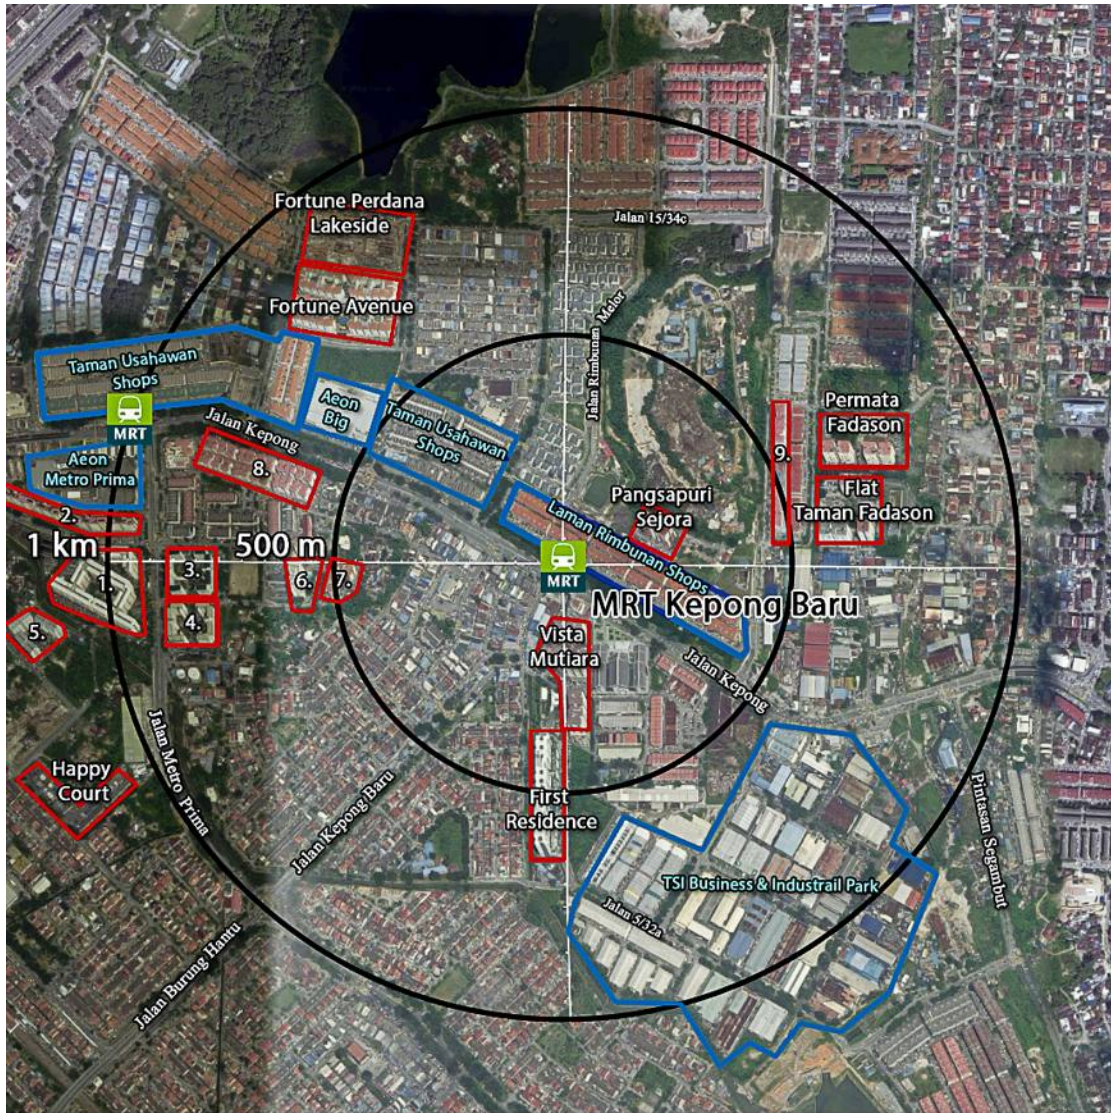 Fortune Perdana
Lakeside
Jalan 15/34c
Fortune Avenue
Jalan Rimbunan Melor
Taman Usahawan
Shops
MRT
Aeon
Big
Taman Usahawan
Shops
Jalan Kepong
Permata
Fadason
9.
Aeon
Metro Prima
8.
Flat
Taman Fadason
Pangsapuri
Sejora
Laman Rimbunan Shops
2.
1 km
500 m
MRT
1.
3.
6.
7.
MRT Kepong Baru
4.
5.
Vista
Mutiara
Jalan Kepong
Jalan Metro Prima
Happy
Court
First
Residence
Jalan Kepong Baru
Pintasan Segambut
TSI Business & Industrail Park
Jalan 5/32a
Jalan Burung Hantu